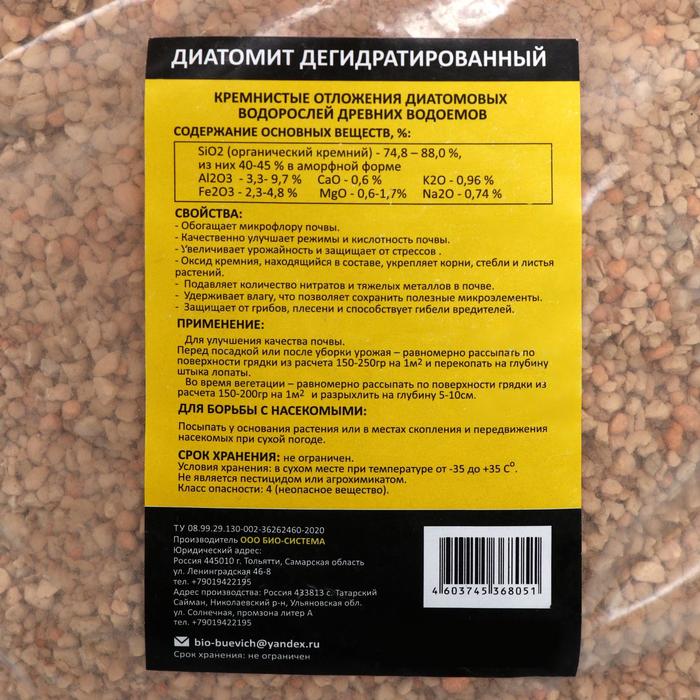 ДИАТОМИТ ДЕГИДРАТИРОВАННЫЙ
КРЕМНИСТЫЕ ОТЛОЖЕНИЯ ДИАТОМОВЫХ
ВОДОРОСЛЕЙ ДРЕВНИХ ВОДОЕМОВ
СОДЕРЖАНИЕ ОСНОВНЫХ ВЕЩЕСТВ, %:
SiO2 (органический кремний) - 74,8 – 88,0 %,
из них 40-45 % в аморфной форме
Al2O3 - 3,3- 9,7 % CaO - 0,6 % K2O - 0,96 %
Fe2O3 - 2,3-4,8 % MgO - 0,6-1,7% Na2O - 0,74 %
СВОЙСТВА:
- Обогащает микрофлору почвы.
- Качественно улучшает режимы и кислотность почвы.
- Увеличивает урожайность и защищает от стрессов .
- Оксид кремния, находящийся в составе, укрепляет корни, стебли и листья
растений.
- Подавляет количество нитратов и тяжелых металлов в почве.
- Удерживает влагу, что позволяет сохранить полезные микроэлементы.
- Защищает от грибов, плесени и способствует гибели вредителей.
ПРИМЕНЕНИЕ:
Для улучшения качества почвы.
Перед посадкой или после уборки урожая – равномерно рассыпать по
поверхности грядки из расчета 150-250гр на 1м2 и перекопать на глубину
штыка лопаты.
Во время вегетации – равномерно рассыпать по поверхности грядки из
расчета 150-200гр на 1м2 и разрыхлить на глубину 5-10см.
ДЛЯ БОРЬБЫ С НАСЕКОМЫМИ:
Посыпать у основания растения или в местах скопления и передвижения
насекомых при сухой погоде.
СРОК ХРАНЕНИЯ: не ограничен.
Условия хранения: в сухом месте при температуре от -35 до +35 С°.
Не является пестицидом или агрохимикатом.
Класс опасности: 4 (неопасное вещество).
ТУ 08.99.29.130-002-36262460-2020
Производитель ООО БИО-СИСТЕМА
Юридический адрес:
Россия 445010 г. Тольятти, Самарская область
ул. Ленинградская 46-8
тел. +79019422195
Адрес производства: Россия 433813 с. Татарский
Сайман, Николаевский р-н, Ульяновская обл.
ул. Солнечная, промзона литер А
тел. +79019422195
bio-buevich@yandex.ru
Срок хранения: не ограничен
4 603745 368051